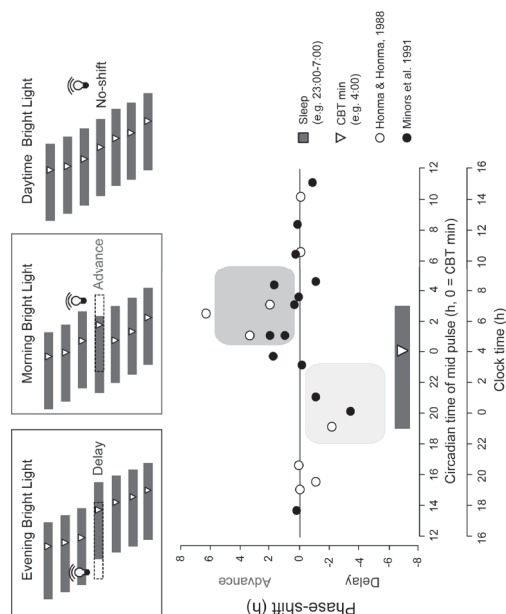 Evening Bright Light
Delay
Morning Bright Light
Advance
Daytime Bright Light
No-shift
Phase-shift (h)
Advance
Delay
8
6
4
2
0
-2
-4
-6
-8
12
14
16
18
20
22
0
2
4
6
8
10
12
Circadian time of mid pulse (h, 0 = CBT min)
16
18
20
22
0
2
4
6
8
10
12
14
16
Clock time (h)
Sleep
(e.g. 23:00-7:00)
CBT min
(e.g. 4:00)
Honma & Honma, 1988
Minors et al. 1991